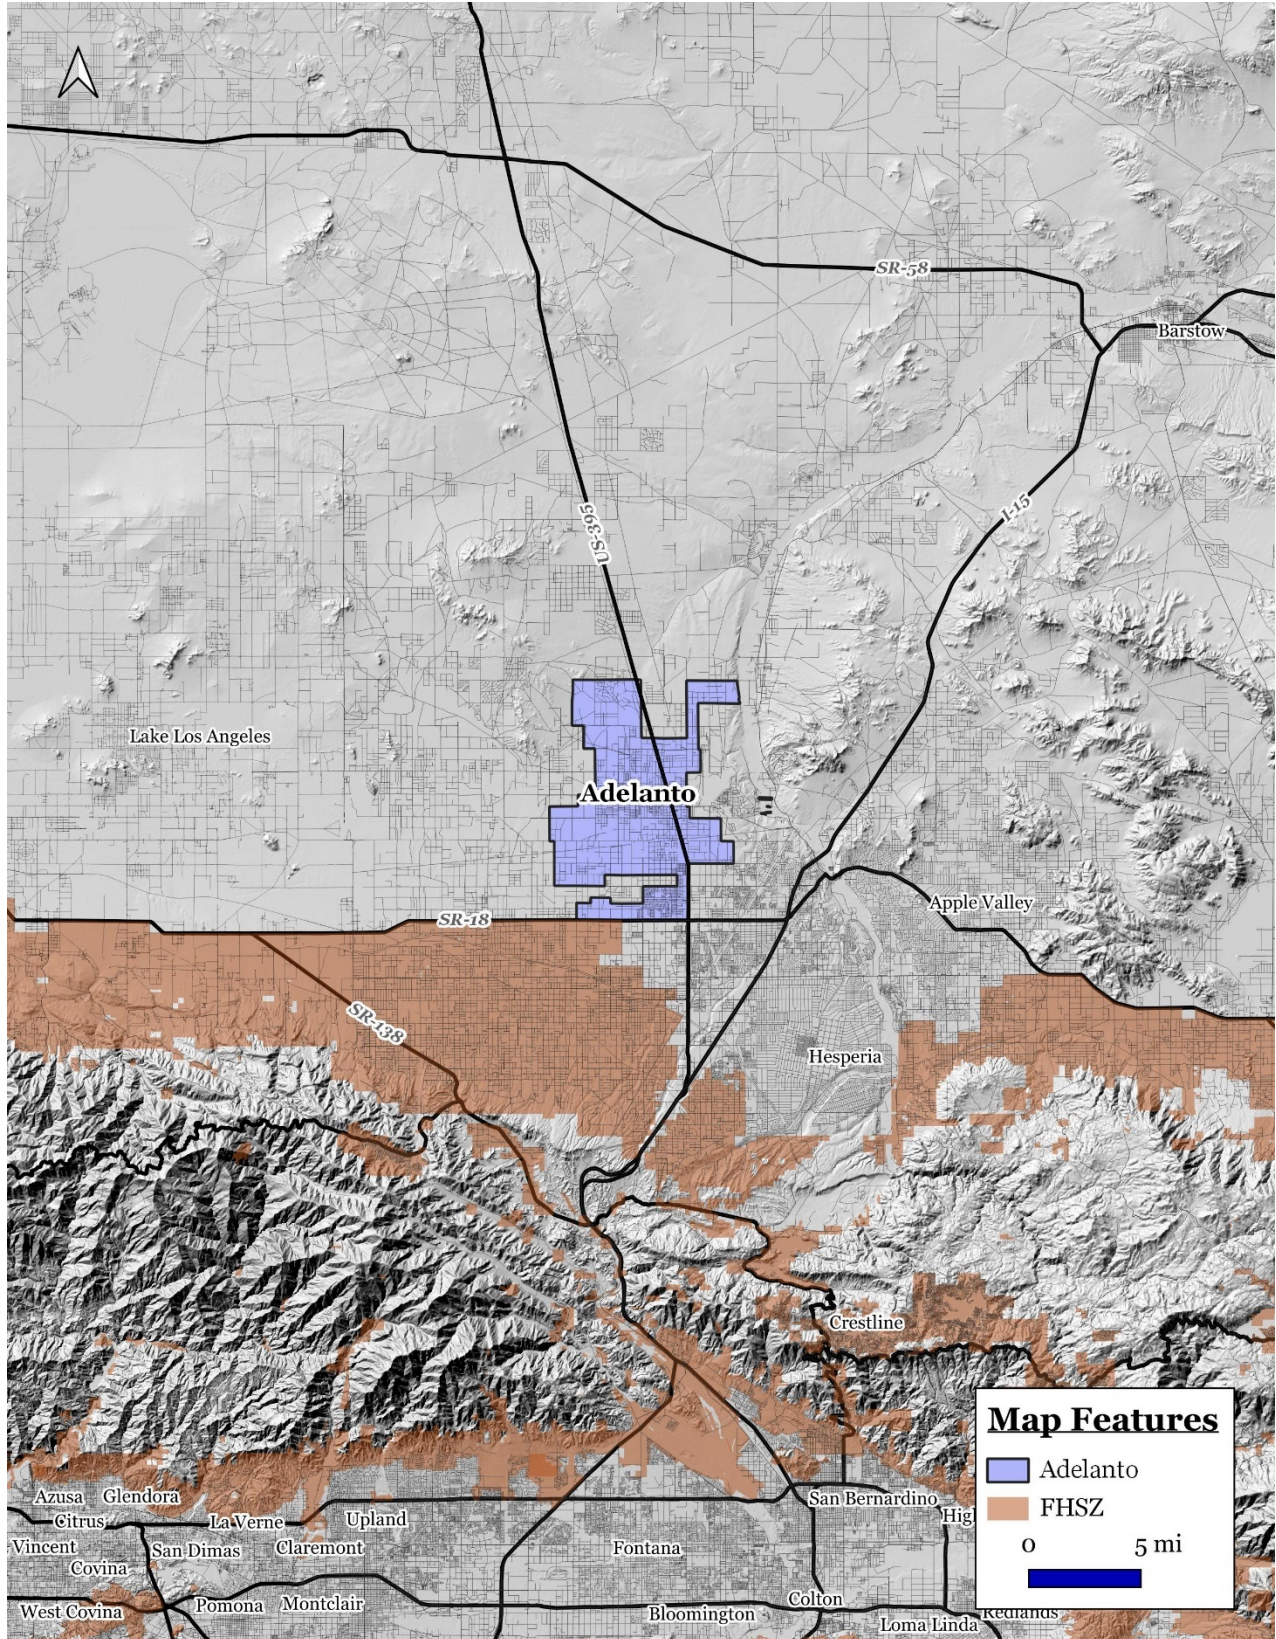 SR-58
Barstow
US-395
I-15
Lake Los Angeles
Adelanto
Apple Valley
SR-18
SR-138
Hesperia
Crestline
Map Features
Adelanto
FHSZ
0 5 mi
Azusa Glendora
San Bernardino
Citrus La Verne Upland
High
Vincent San Dimas Claremont Fontana
Covina
West Covina Pomona Montclair Bloomington Colton
Redlands
Loma Linda